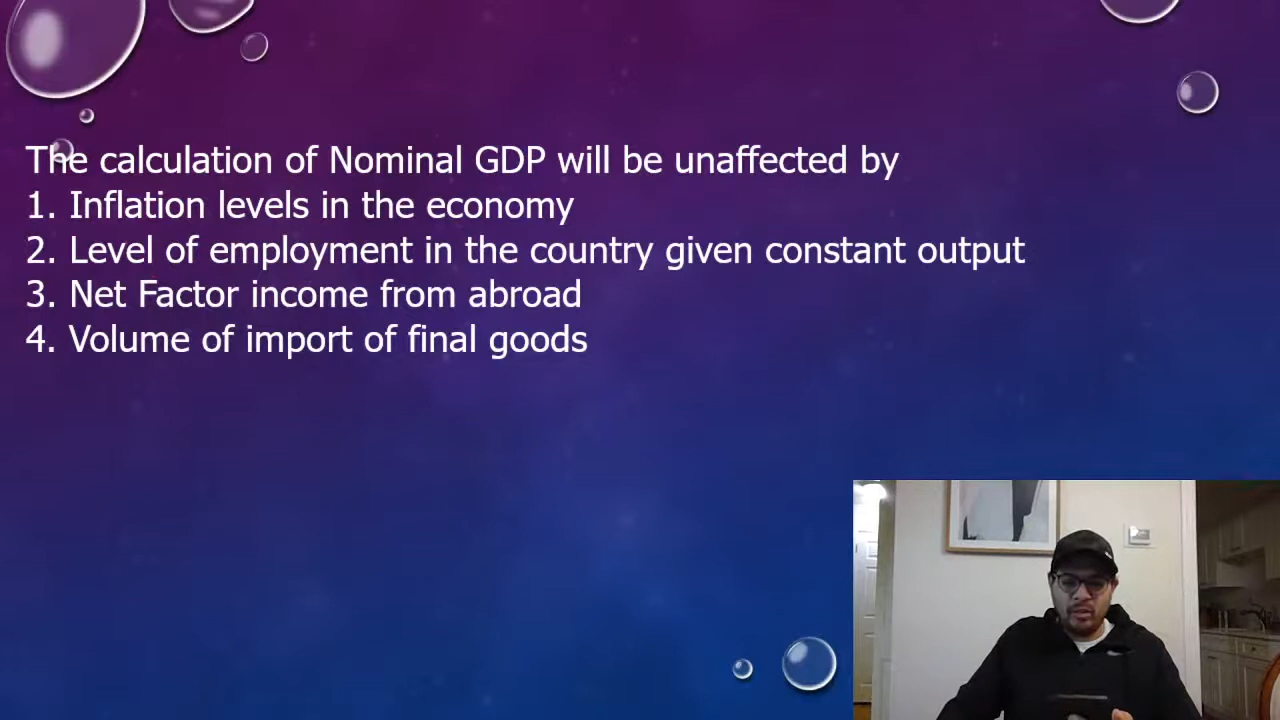 The calculation of Nominal GDP will be unaffected by
1. Inflation levels in the economy
2. Level of employment in the country given constant output
3. Net Factor income from abroad
4. Volume of import of final goods